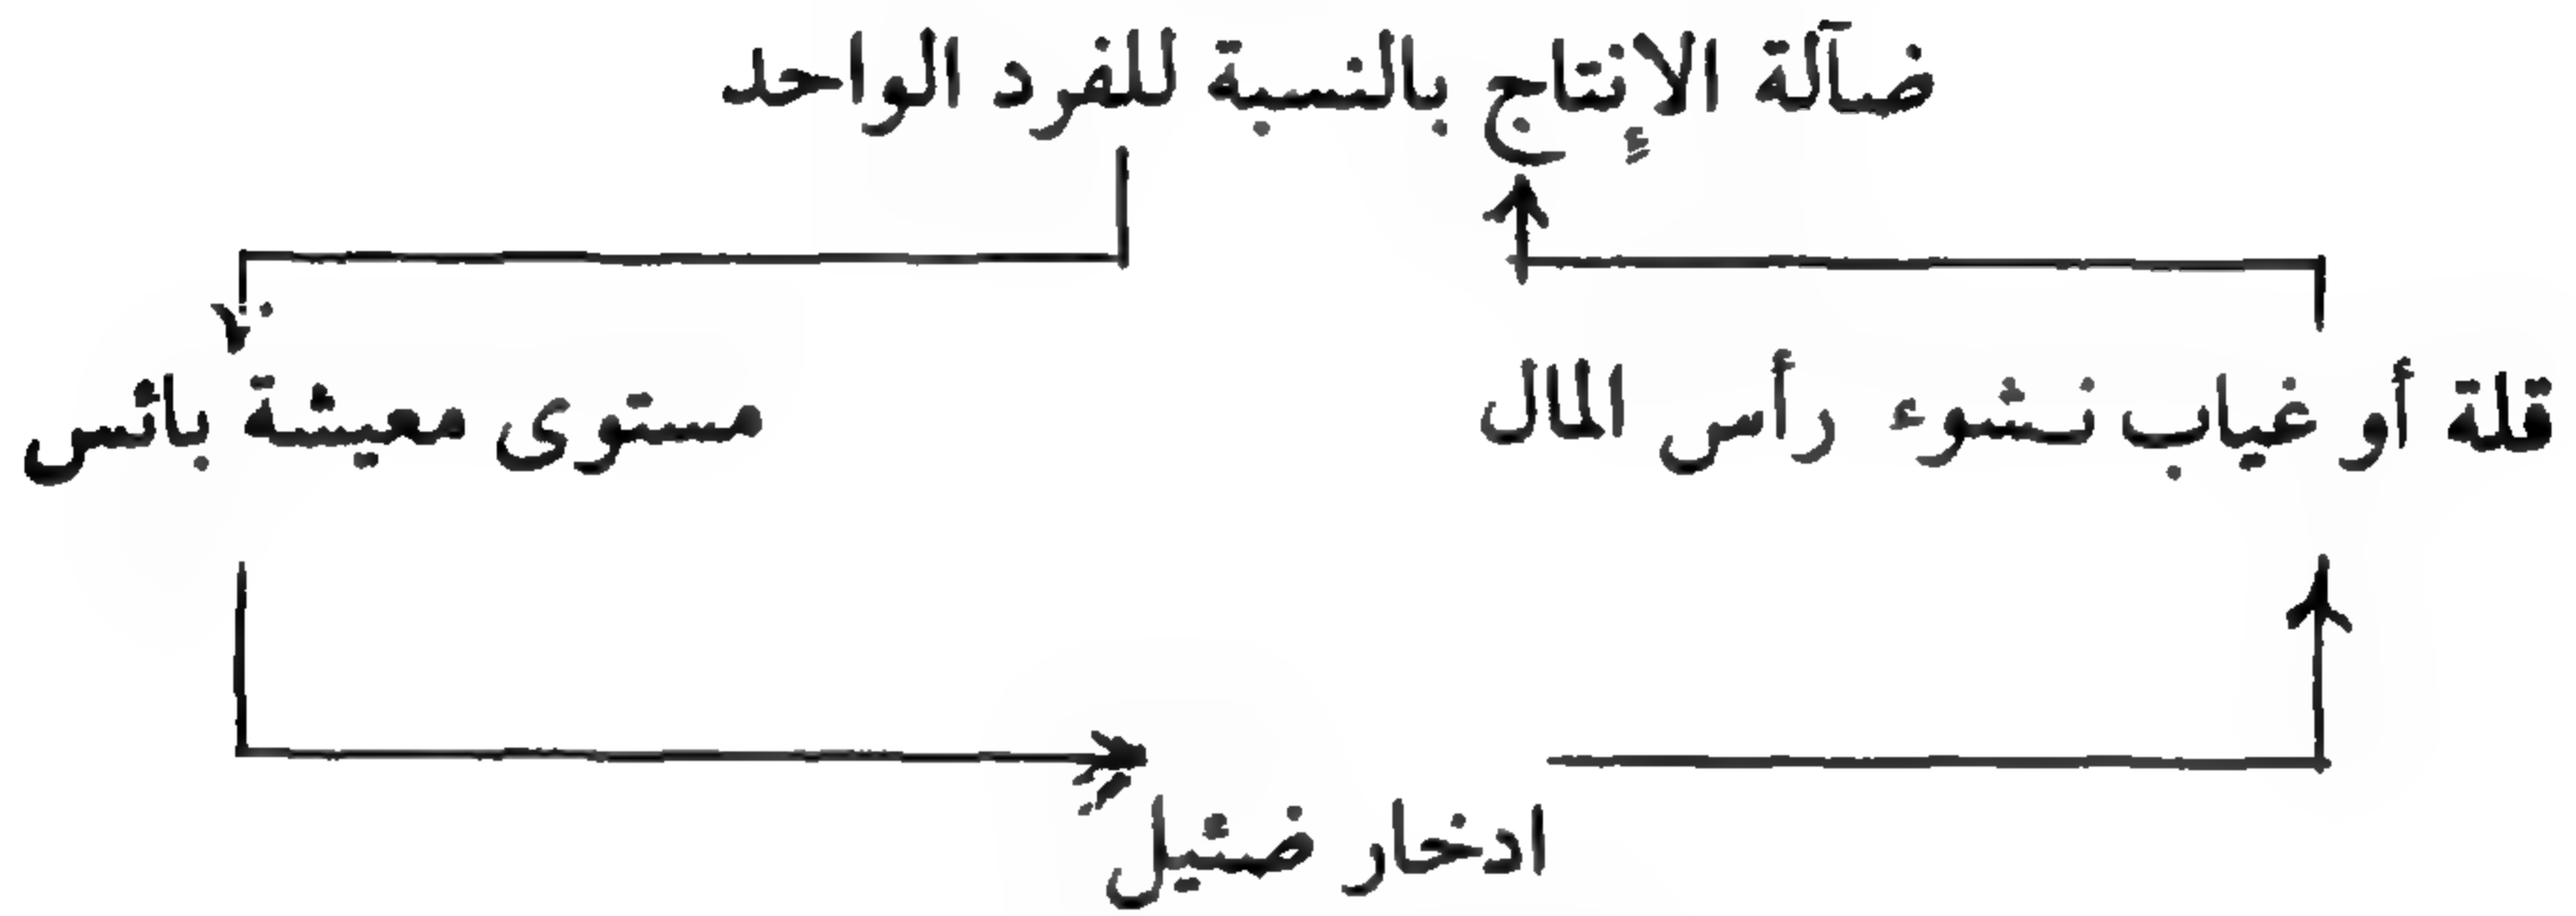 ضآلة الإنتاج بالنسبة للفرد الواحد
قلة أو غياب نشوء رأس المال
مستوى معيشة بائس
ادخار ضئيل